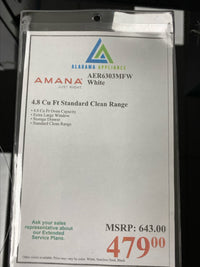 ALABAMA APPLIANCE
AMANA
AER6303MFW
White
4.8 Cu Ft Standard Clean Range
• 4.8 Cu Ft Oven Capacity
• Extra Large Window
• Storage Drawer
• Standard Clean Range
Ask your sales
representative about
our Extended
Service Plans.
MSRP: 643.00
479.00